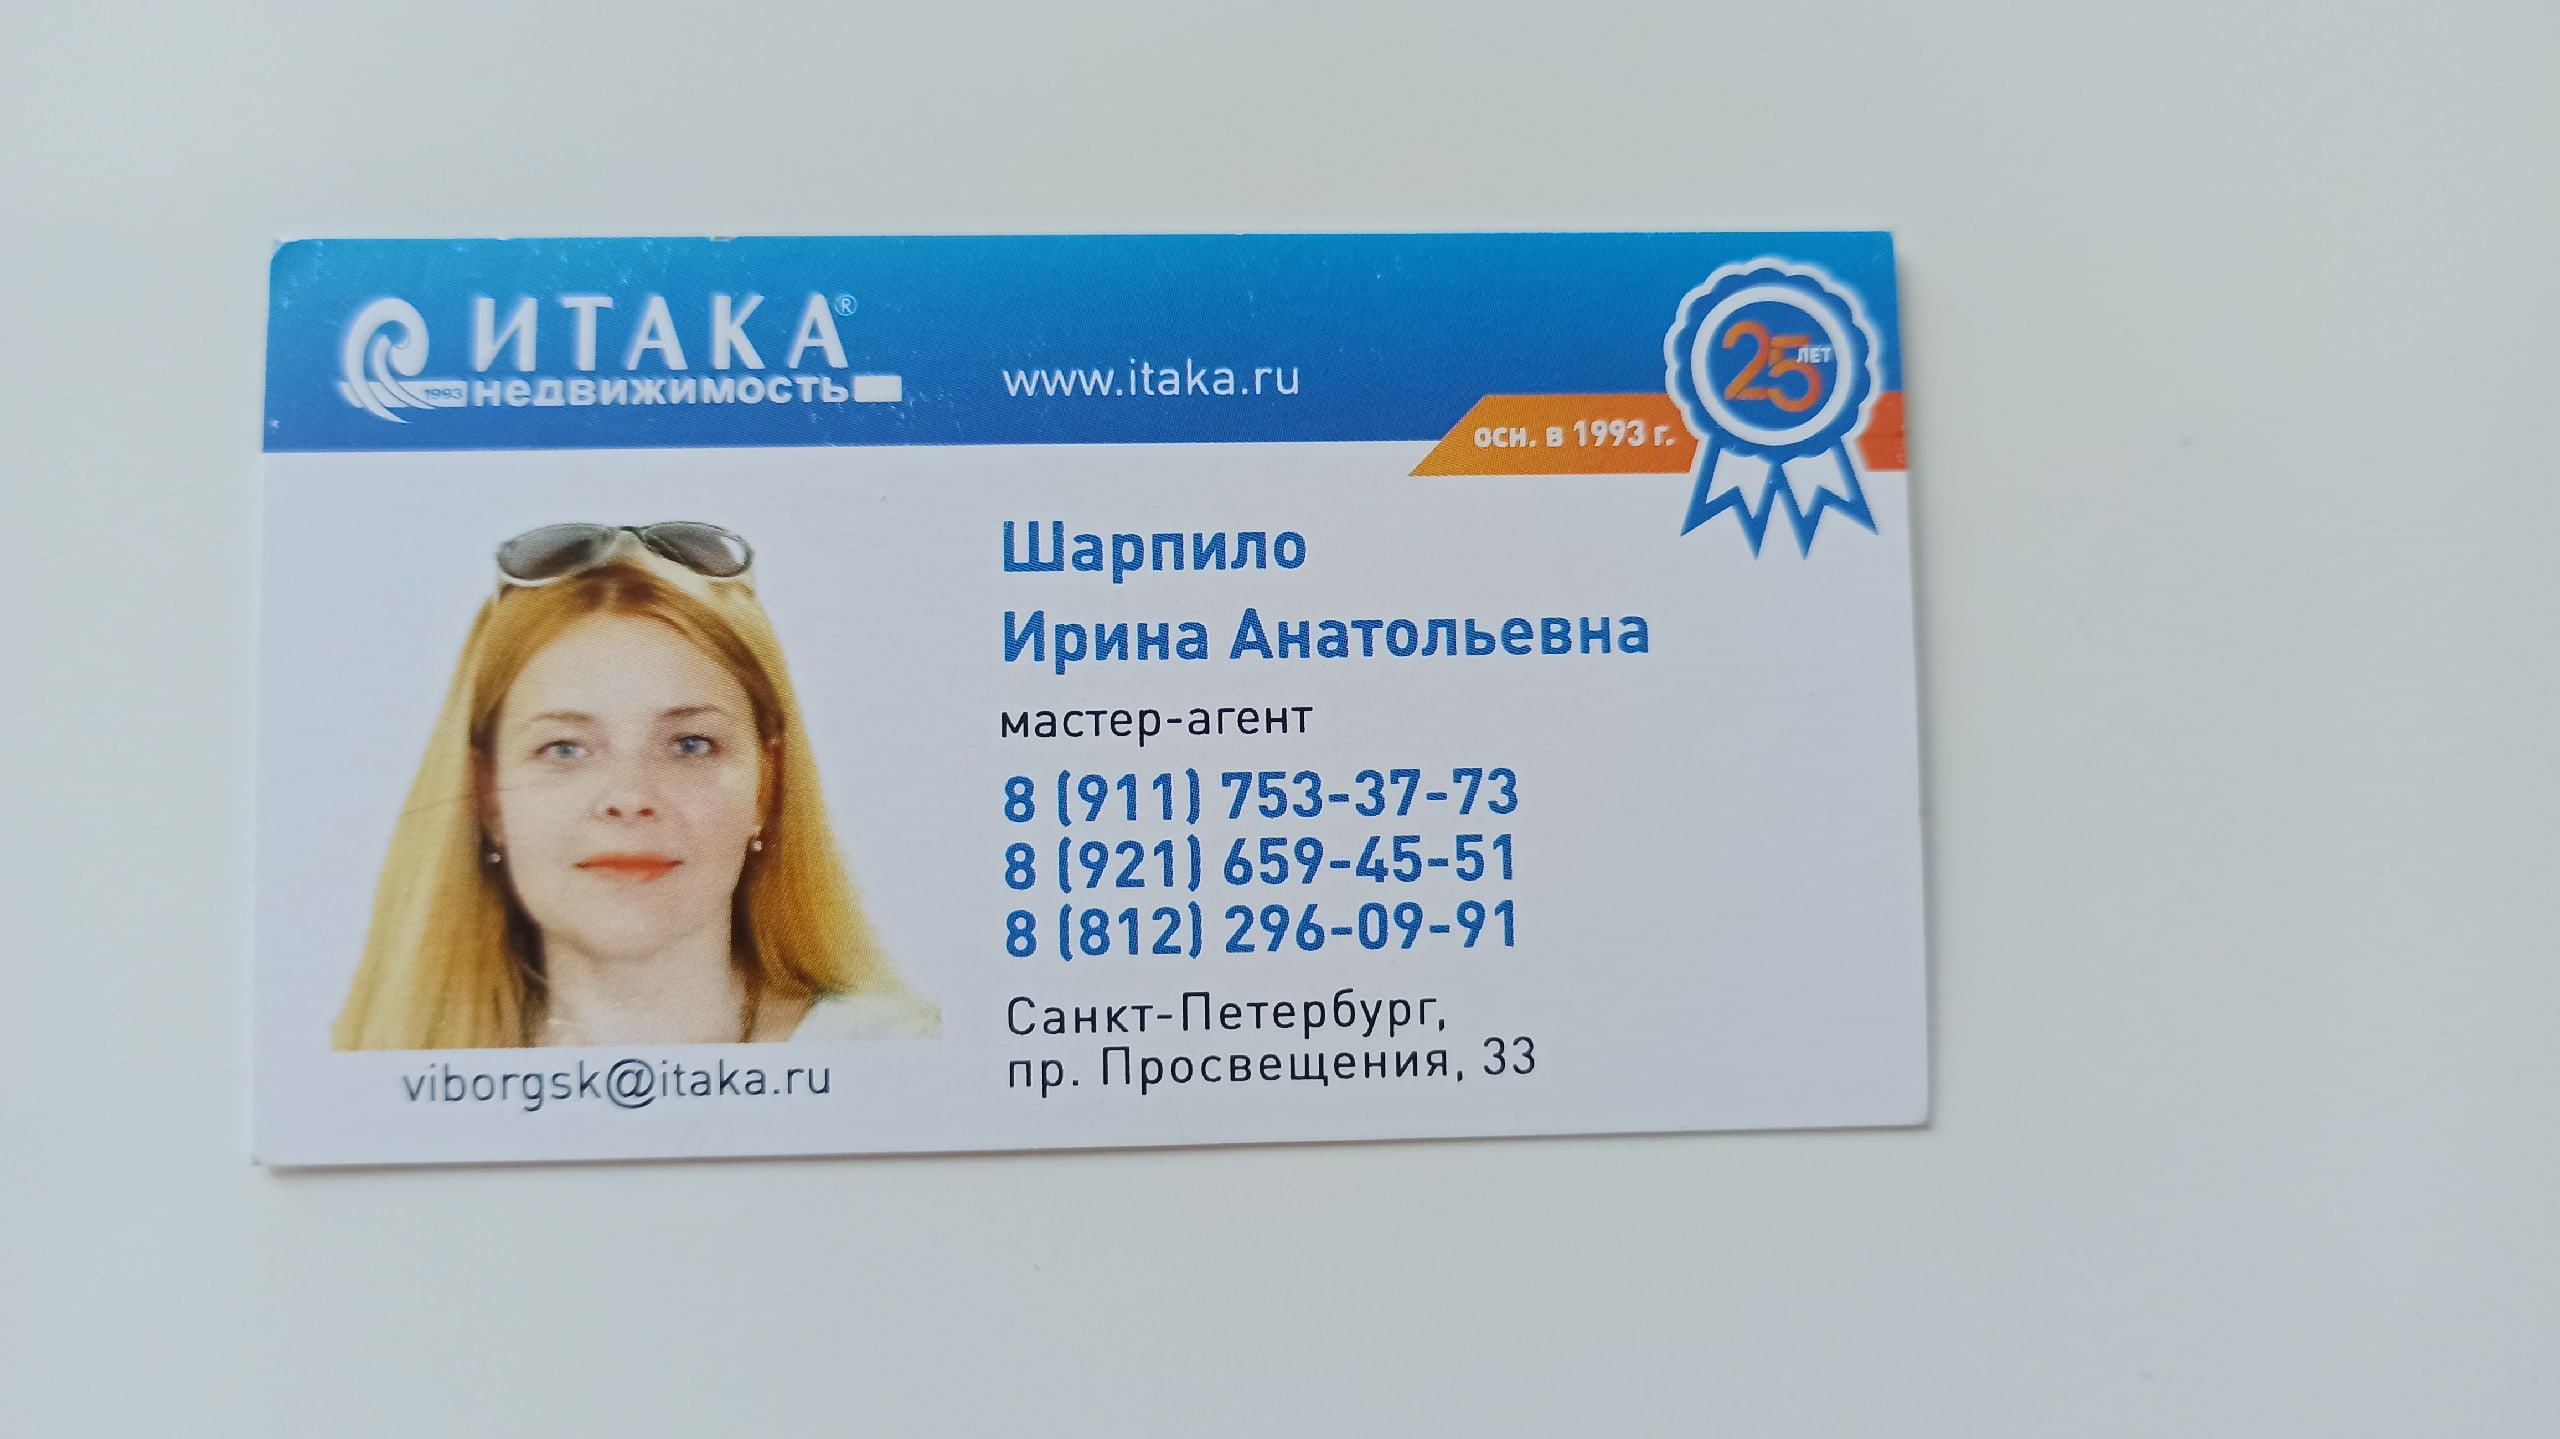 ИТАКА®
1993 недвижимость
www.itaka.ru
25 лет
осн. в 1993 г.
Шарпило
Ирина Анатольевна
мастер-агент
8 (911) 753-37-73
8 (921) 659-45-51
8 (812) 296-09-91
Санкт-Петербург,
пр. Просвещения, 33
viborgsk@itaka.ru